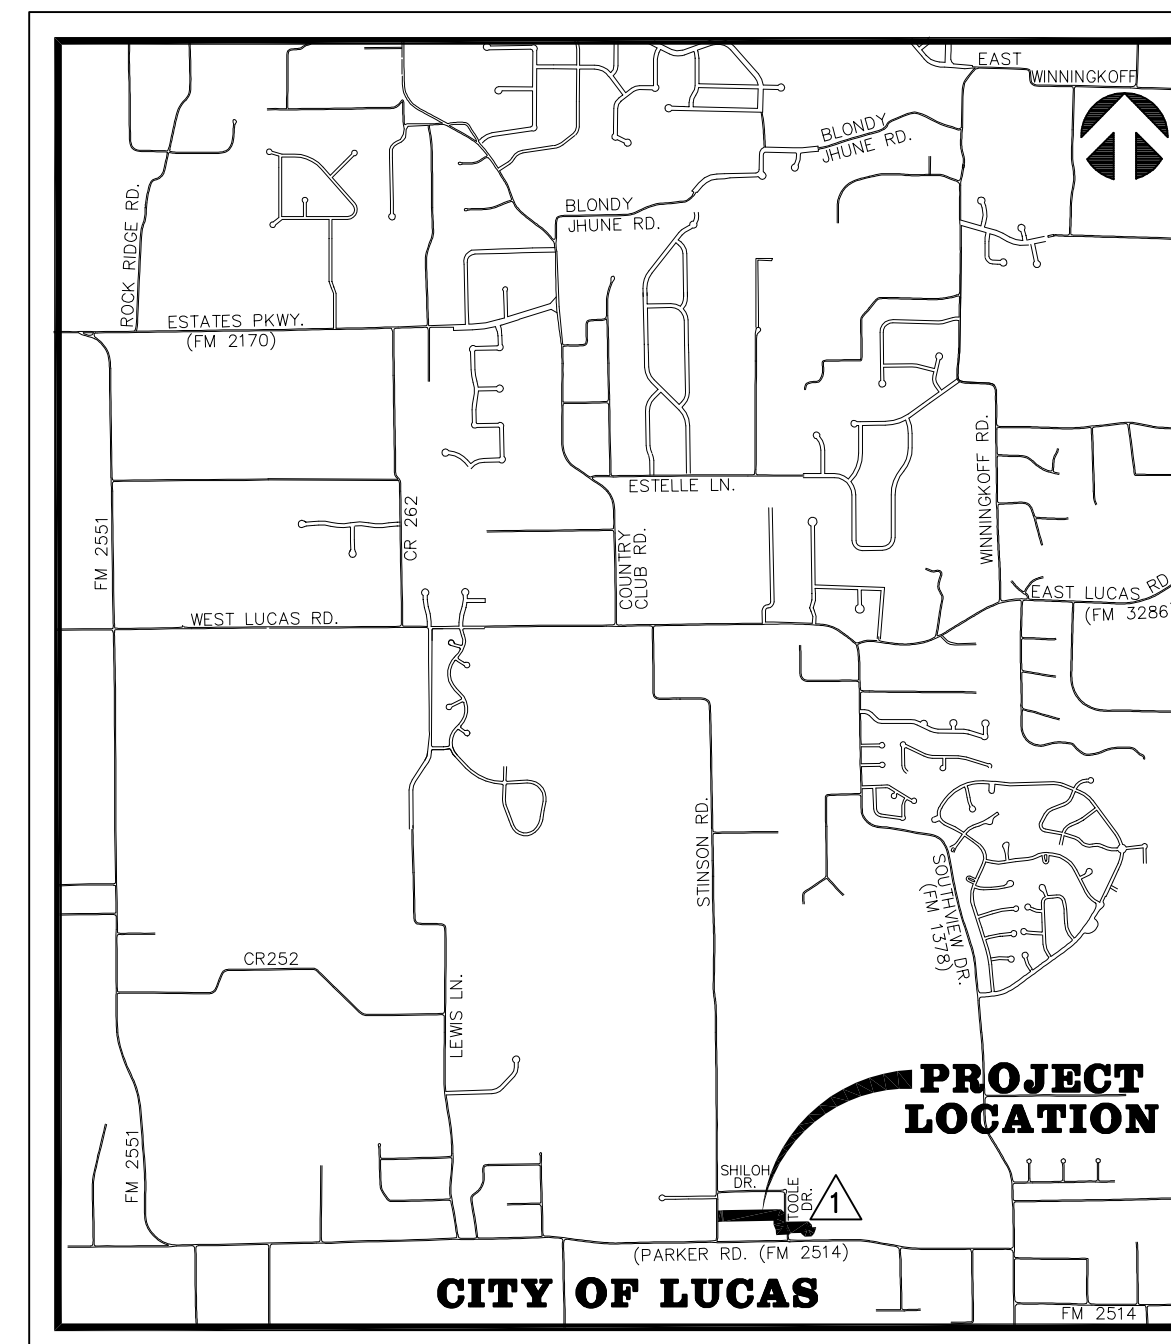 EAST
WINNINGKOFF
BLONDY
JHUNE RD.
BLONDY
JHUNE RD.
ROCK RIDGE RD.
ESTATES PKWY.
(FM 2170)
WINNINGKOFF RD.
ESTELLE LN.
FM 2551
CR 262
COUNTRY
CLUB RD.
EAST LUCAS RD
(FM 3286)
WEST LUCAS RD.
STINSON RD.
SOUTHVIEW DR.
(FM 1378)
CR252
LEWIS LN.
PROJECT
LOCATION
FM 2551
SHILOH
DR.
TOOLE
DR.
1
(PARKER RD. (FM 2514)
CITY OF LUCAS
FM 2514